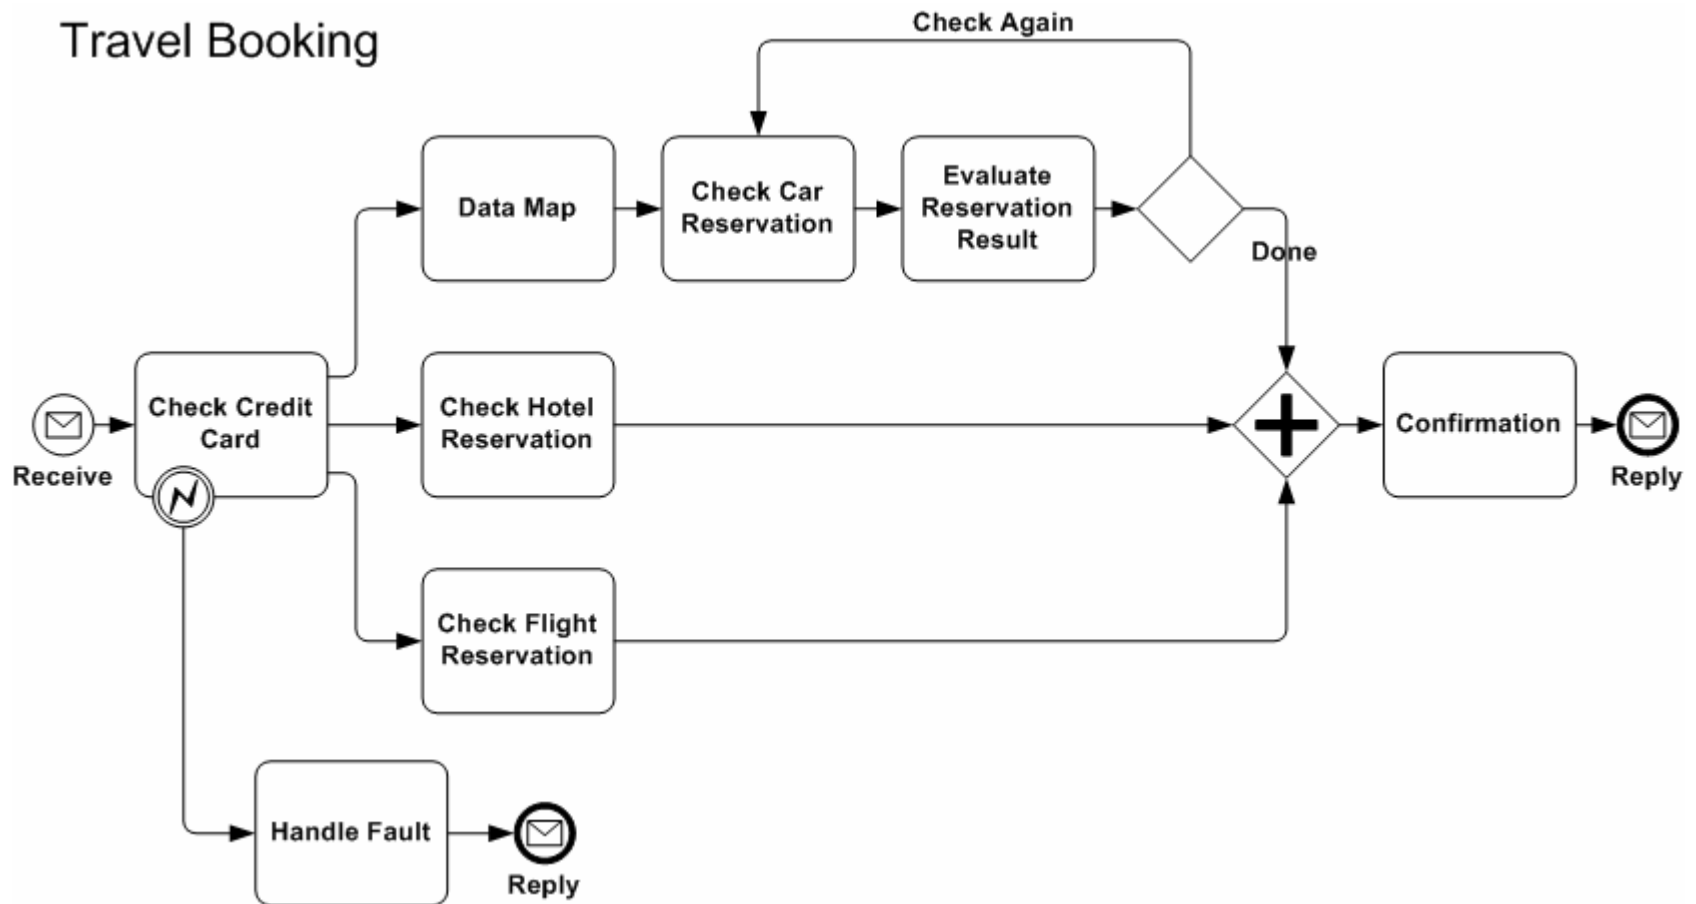 Travel Booking
Check Again
Data Map
Check Car
Reservation
Evaluate
Reservation
Result
Done
Receive
Check Credit
Card
Check Hotel
Reservation
Confirmation
Reply
Check Flight
Reservation
Handle Fault
Reply